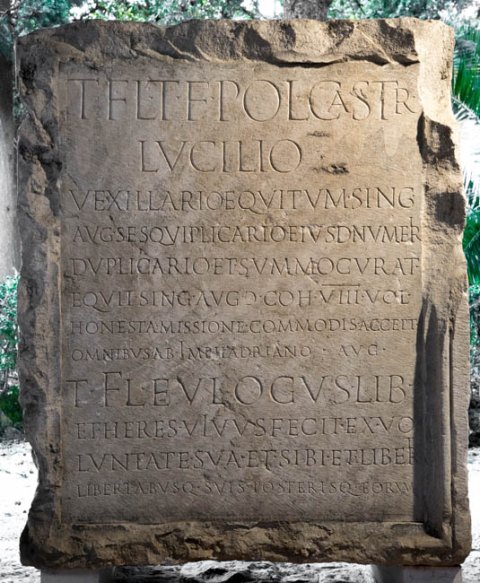 T·FL·T·F·POL·CASTR
LVCILIO
VEXILLARIO·EQVITVM·SING
AVG·SESQVIPLICARIO·EIVSD·NVMER
DVPLICARIO·ET·SVMMO·CVRAT
EQVIT·SING·AVG·D·COH·VIII·VOL
HONESTA·MISSIONE·COMMODIS·ACCEPT
OMNIBVS·AB·IMP·HADRIANO·AVG·
T·FL·EVLOGVS·LIB·
ET·HERES·VIVVS·FECIT·EX·VO
LVNTATE·SVA·ET·SIBI·ET·LIBER
LIBERTABVSQ·SVIS·POSTERISQ·EORVM